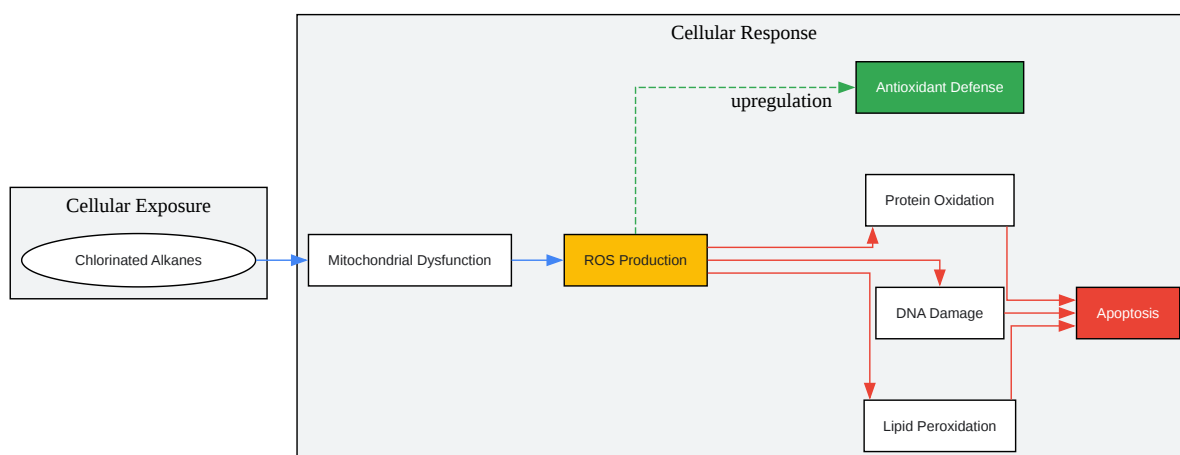 Cellular Response
Antioxidant Defense
upregulation
Cellular Exposure
Chlorinated Alkanes
Mitochondrial Dysfunction
ROS Production
Protein Oxidation
DNA Damage
Lipid Peroxidation
Apoptosis